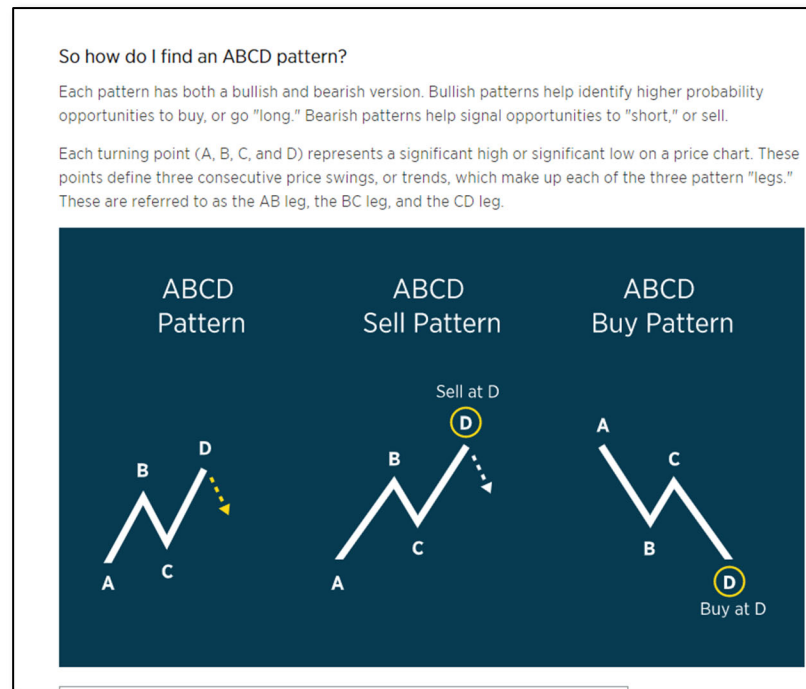 So how do I find an ABCD pattern?
Each pattern has both a bullish and bearish version. Bullish patterns help identify higher probability
opportunities to buy, or go "long." Bearish patterns help signal opportunities to "short," or sell.
Each turning point (A, B, C, and D) represents a significant high or significant low on a price chart. These
points define three consecutive price swings, or trends, which make up each of the three pattern "legs."
These are referred to as the AB leg, the BC leg, and the CD leg.
ABCD
Pattern
A
B
C
D
ABCD
Sell Pattern
Sell at D
D
B
C
A
ABCD
Buy Pattern
A
C
B
D
Buy at D